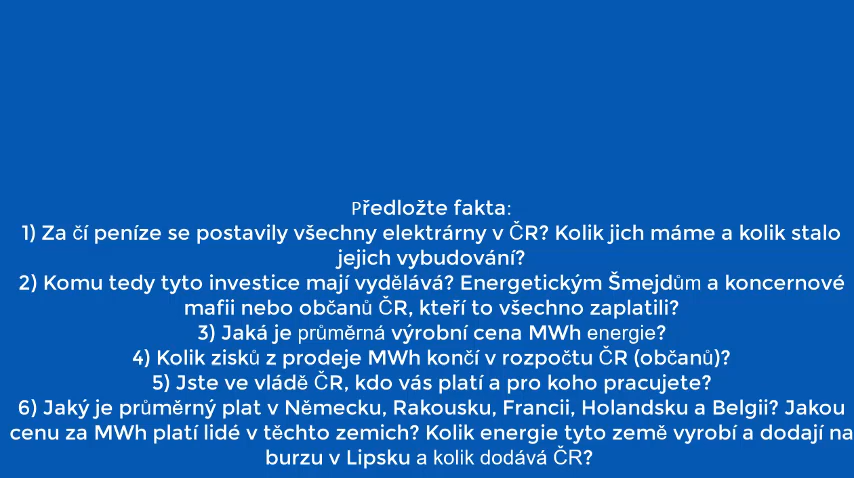 Předložte fakta:
1) Za čí peníze se postavily všechny elektrárny v ČR? Kolik jich máme a kolik stalo
jejich vybudování?
2) Komu tedy tyto investice mají vydělává? Energetickým Šmejdům a koncernové
mafii nebo občanů ČR, kteří to všechno zaplatili?
3) Jaká je průměrná výrobní cena MWh energie?
4) Kolik zisků z prodeje MWh končí v rozpočtu ČR (občanů)?
5) Jste ve vládě ČR, kdo vás platí a pro koho pracujete?
6) Jaký je průměrný plat v Německu, Rakousku, Francii, Holandsku a Belgii? Jakou
cenu za MWh platí lidé v těchto zemich? Kolik energie tyto země vyrobí a dodají na
burzu v Lipsku a kolik dodává ČR?